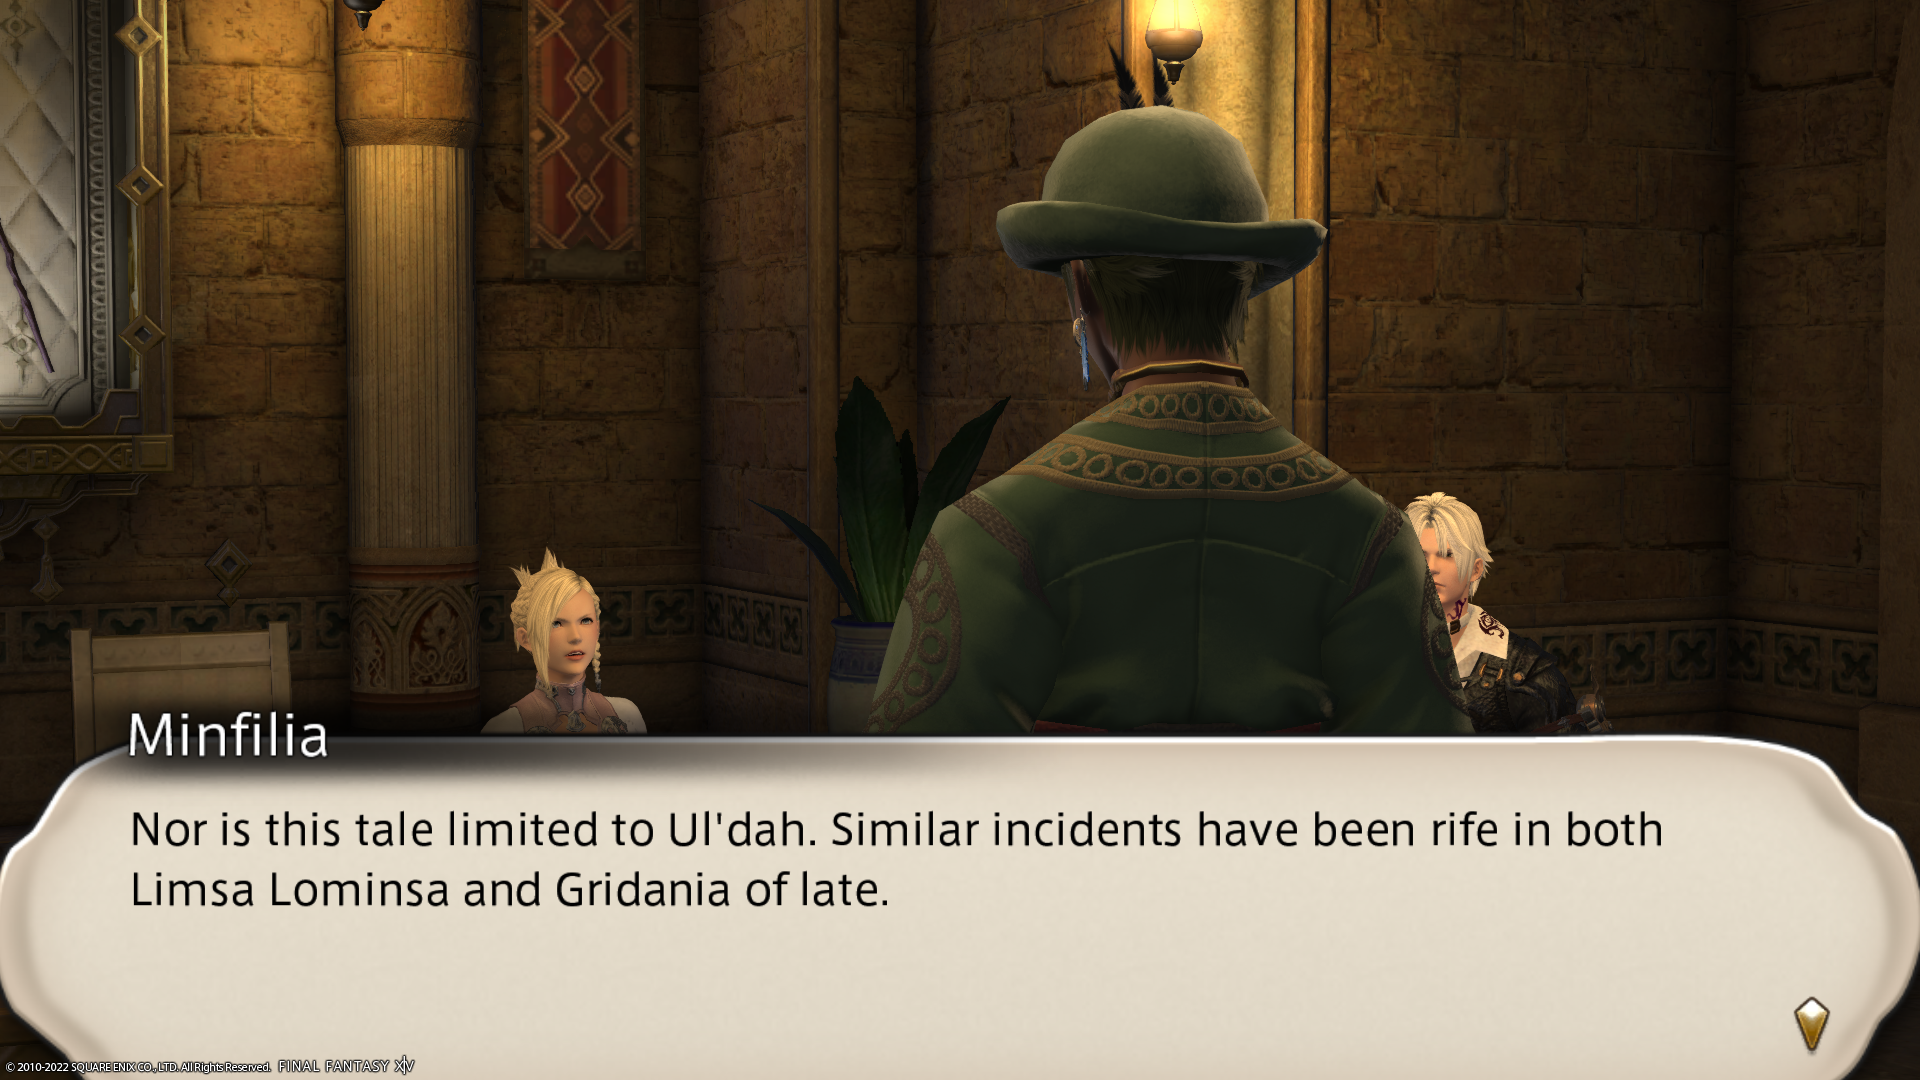 Minfilia
Nor is this tale limited to Ul'dah. Similar incidents have been rife in both
Limsa Lominsa and Gridania of late.
© 2010-2022 SQUARE ENIX CO., LTD. All Rights Reserved. FINAL FANTASY XIV